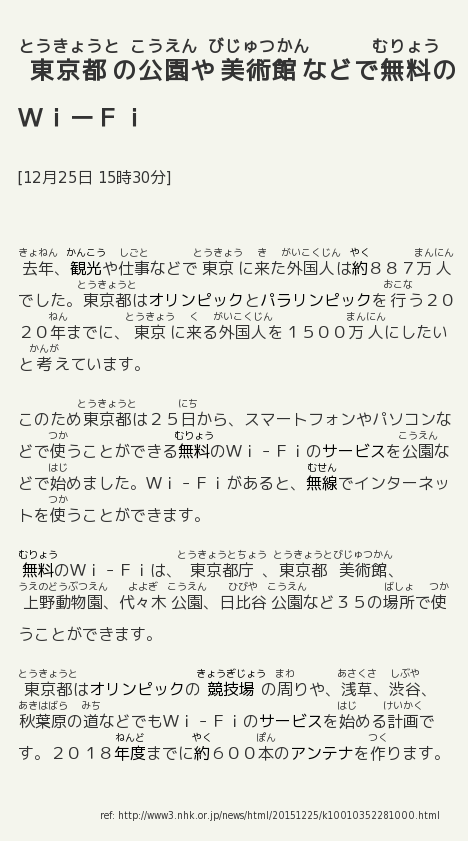 とうきょうと こうえん びじゅつかん むりょう
東京都の公園や美術館などで無料の
Ｗｉ－Ｆｉ
[12月25日 15時30分]
きょねん かんこう しごと とうきょう き がいこくじん やく まんにん
去年、観光や仕事などで東京に来た外国人は約８８７万人
とうきょうと おこな
でした。東京都はオリンピックとパラリンピックを行う２０
ねん とうきょう く がいこくじん まんにん
２０年までに、東京に来る外国人を１５００万人にしたい
かんが
と考えています。
とうきょうと にち
このため東京都は２５日から、スマートフォンやパソコンな
つか むりょう こうえん
どで使うことができる無料のＷｉ－Ｆｉのサービスを公園な
はじ むせん
どで始めました。Ｗｉ－Ｆｉがあると、無線でインターネッ
つか
トを使うことができます。
むりょう とうきょうとちょう とうきょうとびじゅつかん
無料のＷｉ－Ｆｉは、東京都庁、東京都美術館、
うえのどうぶつえん よよぎ こうえん ひびや こうえん ばしょ つか
上野動物園、代々木公園、日比谷公園など３５の場所で使
うことができます。
とうきょうと きょうぎじょう まわ あさくさ しぶや
東京都はオリンピックの競技場の周りや、浅草、渋谷、
あきはばら みち はじ けいかく
秋葉原の道などでもＷｉ－Ｆｉのサービスを始める計画で
ねんど やく ぽん つく
す。２０１８年度までに約６００本のアンテナを作ります。
ref: http://www3.nhk.or.jp/news/html/20151225/k10010352281000.html